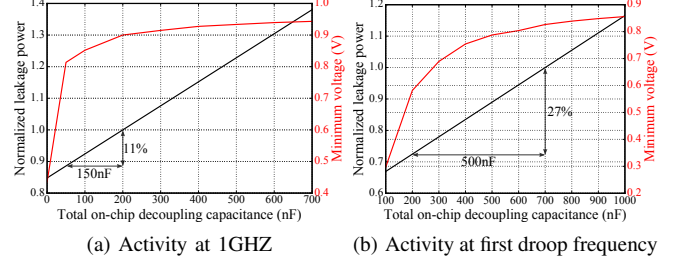 1.4
1.3
1.2
1.1
1.0
0.9
0.8
Normalized leakage power
11%
150nF
0 100 200 300 400 500 600 700
Total on-chip decoupling capacitance (nF)
1.0
0.9
0.8
0.7
0.6
0.5
0.4
Minimum voltage (V)
(a) Activity at 1GHZ
1.2
1.1
1.0
0.9
0.8
0.7
0.6
Normalized leakage power
27%
500nF
100 200 300 400 500 600 700 800 900 1000
Total on-chip decoupling capacitance (nF)
0.9
0.8
0.7
0.6
0.5
0.4
0.3
0.2
Minimum voltage (V)
(b) Activity at first droop frequency